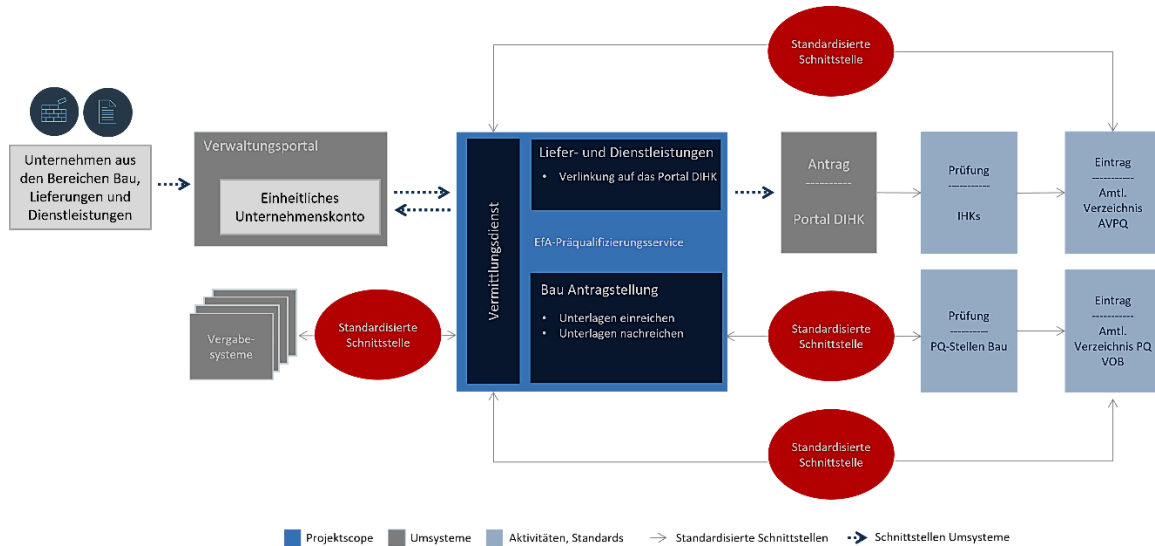 Standardisierte
Schnittstelle
Unternehmen aus
den Bereichen Bau,
Lieferungen und
Dienstleistungen
Verwaltungsportal
Einheitliches
Unternehmenskonto
Vermittlungsdienst
Liefer- und Dienstleistungen
• Verlinkung auf das Portal DIHK
EfA-Präqualifizierungsservice
Bau Antragstellung
• Unterlagen einreichen
• Unterlagen nachreichen
Antrag
----------
Portal DIHK
Prüfung
-----------
IHKs
Eintrag
-----------
Amtl.
Verzeichnis
AVPQ
Vergabe-
systeme
Standardisierte
Schnittstelle
Standardisierte
Schnittstelle
Prüfung
----------
PQ-Stellen Bau
Eintrag
-----------
Amtl.
Verzeichnis PQ
VOB
Standardisierte
Schnittstelle
Projektscope
Umsysteme
Aktivitäten, Standards
Standardisierte Schnittstellen
Schnittstellen Umsysteme